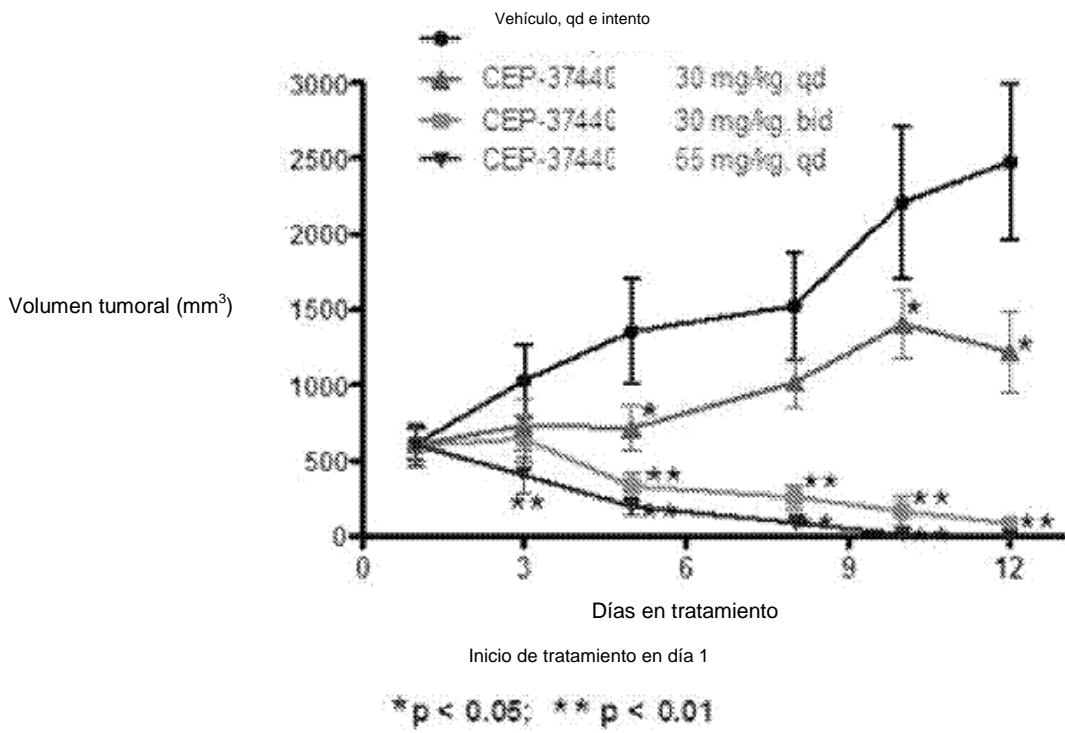 Vehículo, qd e intento
CEP-37440 30 mg/kg, qd
CEP-37440 30 mg/kg, bid
CEP-37440 55 mg/kg, qd
3000
2500
2000
1500
1000
500
0
Volumen tumoral (mm³)
* *
*
** ** ** **
** ** ** ** **
0 3 6 9 12
Días en tratamiento
Inicio de tratamiento en día 1
*p < 0.05; ** p < 0.01